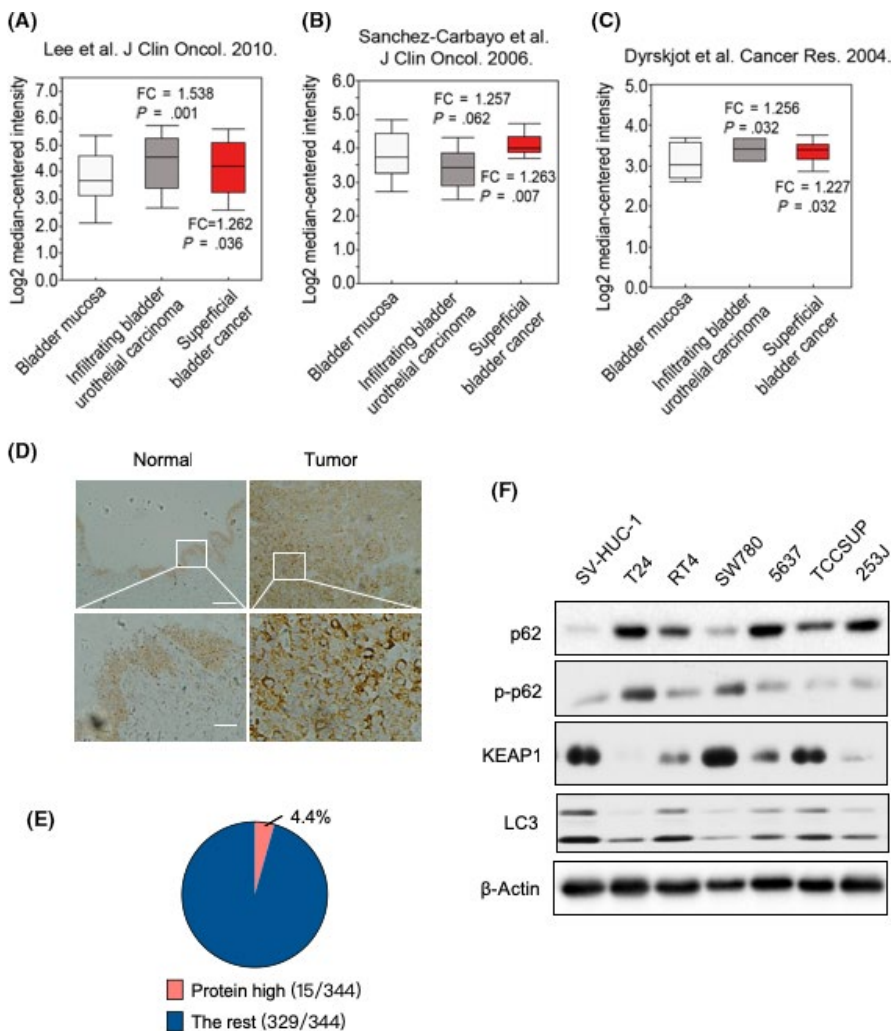 (A)
Lee et al. J Clin Oncol. 2010.
Log2 median-centered intensity
7.0
6.0
5.0
4.0
3.0
2.0
1.0
0.0
FC = 1.538
P = .001
FC=1.262
P = .036
Bladder mucosa
Infiltrating bladder
urothelial carcinoma
Superficial
bladder cancer
(B)
Sanchez-Carbayo et al.
J Clin Oncol. 2006.
Log2 median-centered intensity
6.0
5.0
4.0
3.0
2.0
1.0
0.0
FC = 1.257
P = .062
FC = 1.263
P = .007
Bladder mucosa
Infiltrating bladder
urothelial carcinoma
Superficial
bladder cancer
(C)
Dyrskjot et al. Cancer Res. 2004.
Log2 median-centered intensity
5.0
4.0
3.0
2.0
1.0
0.0
FC = 1.256
P = .032
FC = 1.227
P = .032
Bladder mucosa
Infiltrating bladder
urothelial carcinoma
Superficial
bladder cancer
(D)
Normal
Tumor
(E)
4.4%
Protein high (15/344)
The rest (329/344)
(F)
SV-HUC-1
T24
RT4
SW780
5637
TCCSUP
253J
p62
p-p62
KEAP1
LC3
β-Actin